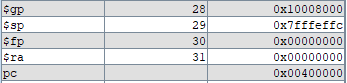 $gp 28 0x10008000
$sp 29 0x7fffeffc
$fp 30 0x00000000
$ra 31 0x00000000
pc 0x00400000